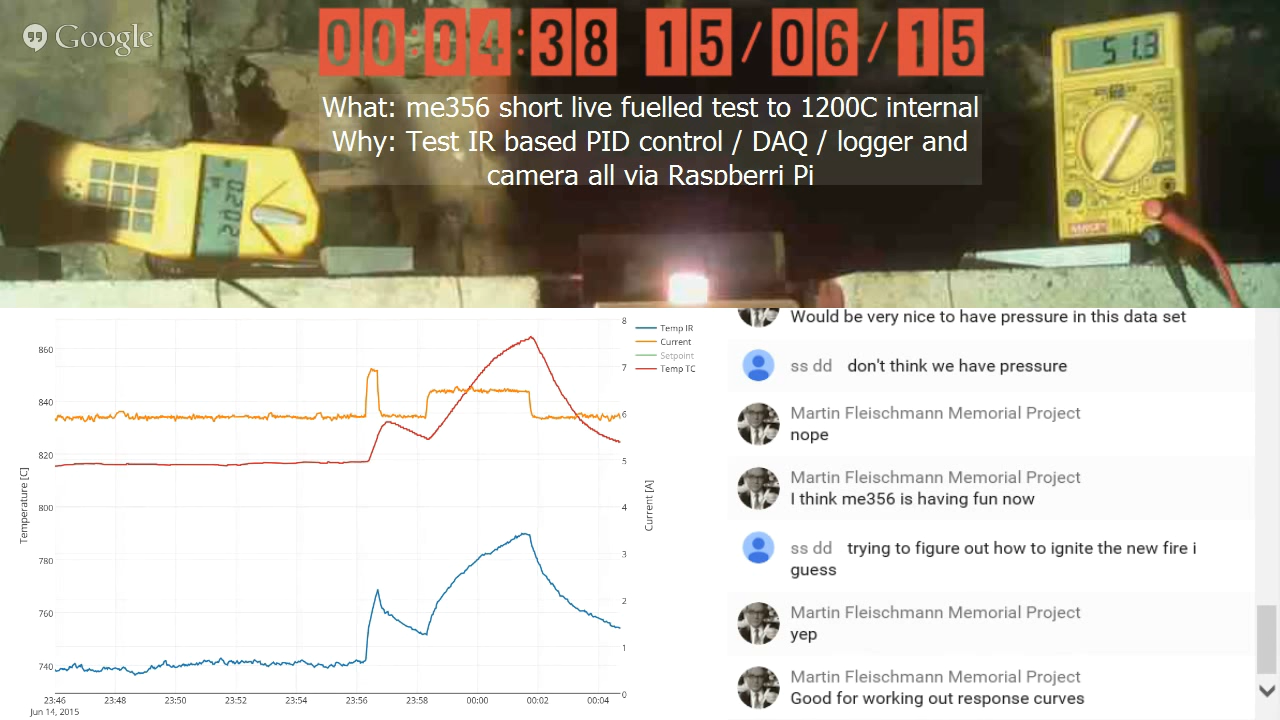 Google
00:04:38 15/06/15
What: me356 short live fuelled test to 1200C internal
Why: Test IR based PID control / DAQ / logger and
camera all via Raspberri Pi
51.3
Temp IR
Current
Setpoint
Temp TC
Temperature [C]
860
840
820
800
780
760
740
Current [A]
8
7
6
5
4
3
2
1
0
23:46
23:48
23:50
23:52
23:54
23:56
23:58
00:00
00:02
00:04
Jun 14, 2015
Would be very nice to have pressure in this data set
ss dd don't think we have pressure
Martin Fleischmann Memorial Project
nope
Martin Fleischmann Memorial Project
I think me356 is having fun now
ss dd trying to figure out how to ignite the new fire i
guess
Martin Fleischmann Memorial Project
yep
Martin Fleischmann Memorial Project
Good for working out response curves